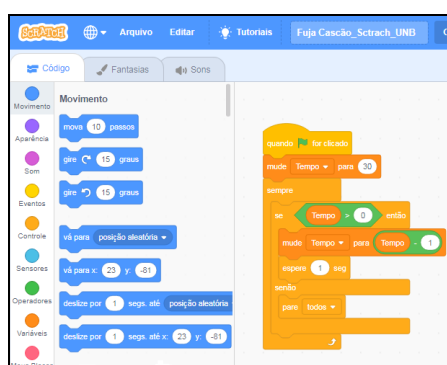 SCRATCH Arquivo Editar Tutoriais Fuja Cascão_Sctrach_UNB
Código Fantasias Sons
Movimento
Aparência
Som
Eventos
Controle
Sensores
Operadores
Variáveis
Movimento
mova 10 passos
gire 15 graus
gire 15 graus
vá para posição aleatória
vá para x: 23 y: -81
deslize por 1 segs. até posição aleatória
deslize por 1 segs. até x: 23 y: -81
quando for clicado
mude Tempo para 30
sempre
se Tempo > 0 então
mude Tempo para Tempo - 1
espere 1 seg
senão
pare todos